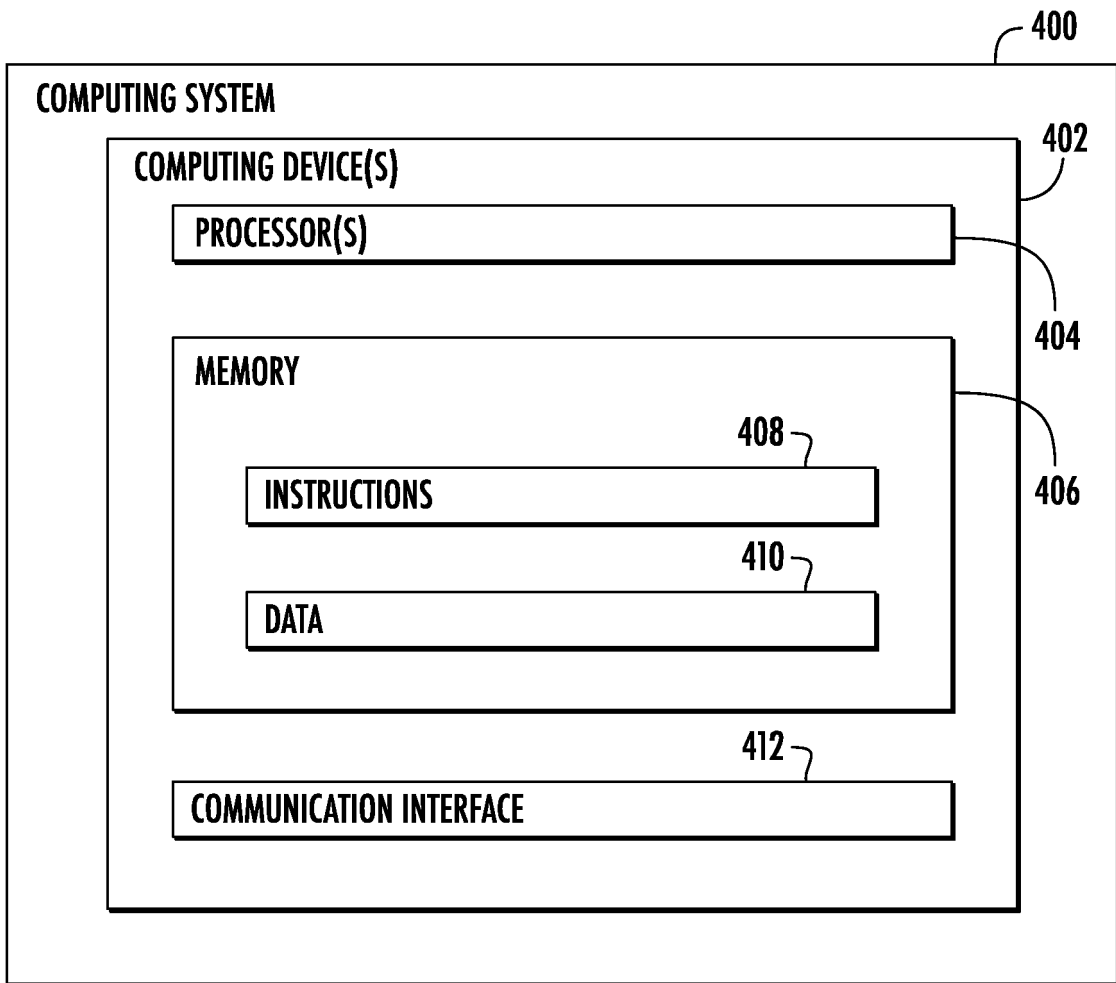 400
COMPUTING SYSTEM
402
COMPUTING DEVICE(S)
PROCESSOR(S)
404
MEMORY
406
408
INSTRUCTIONS
410
DATA
412
COMMUNICATION INTERFACE